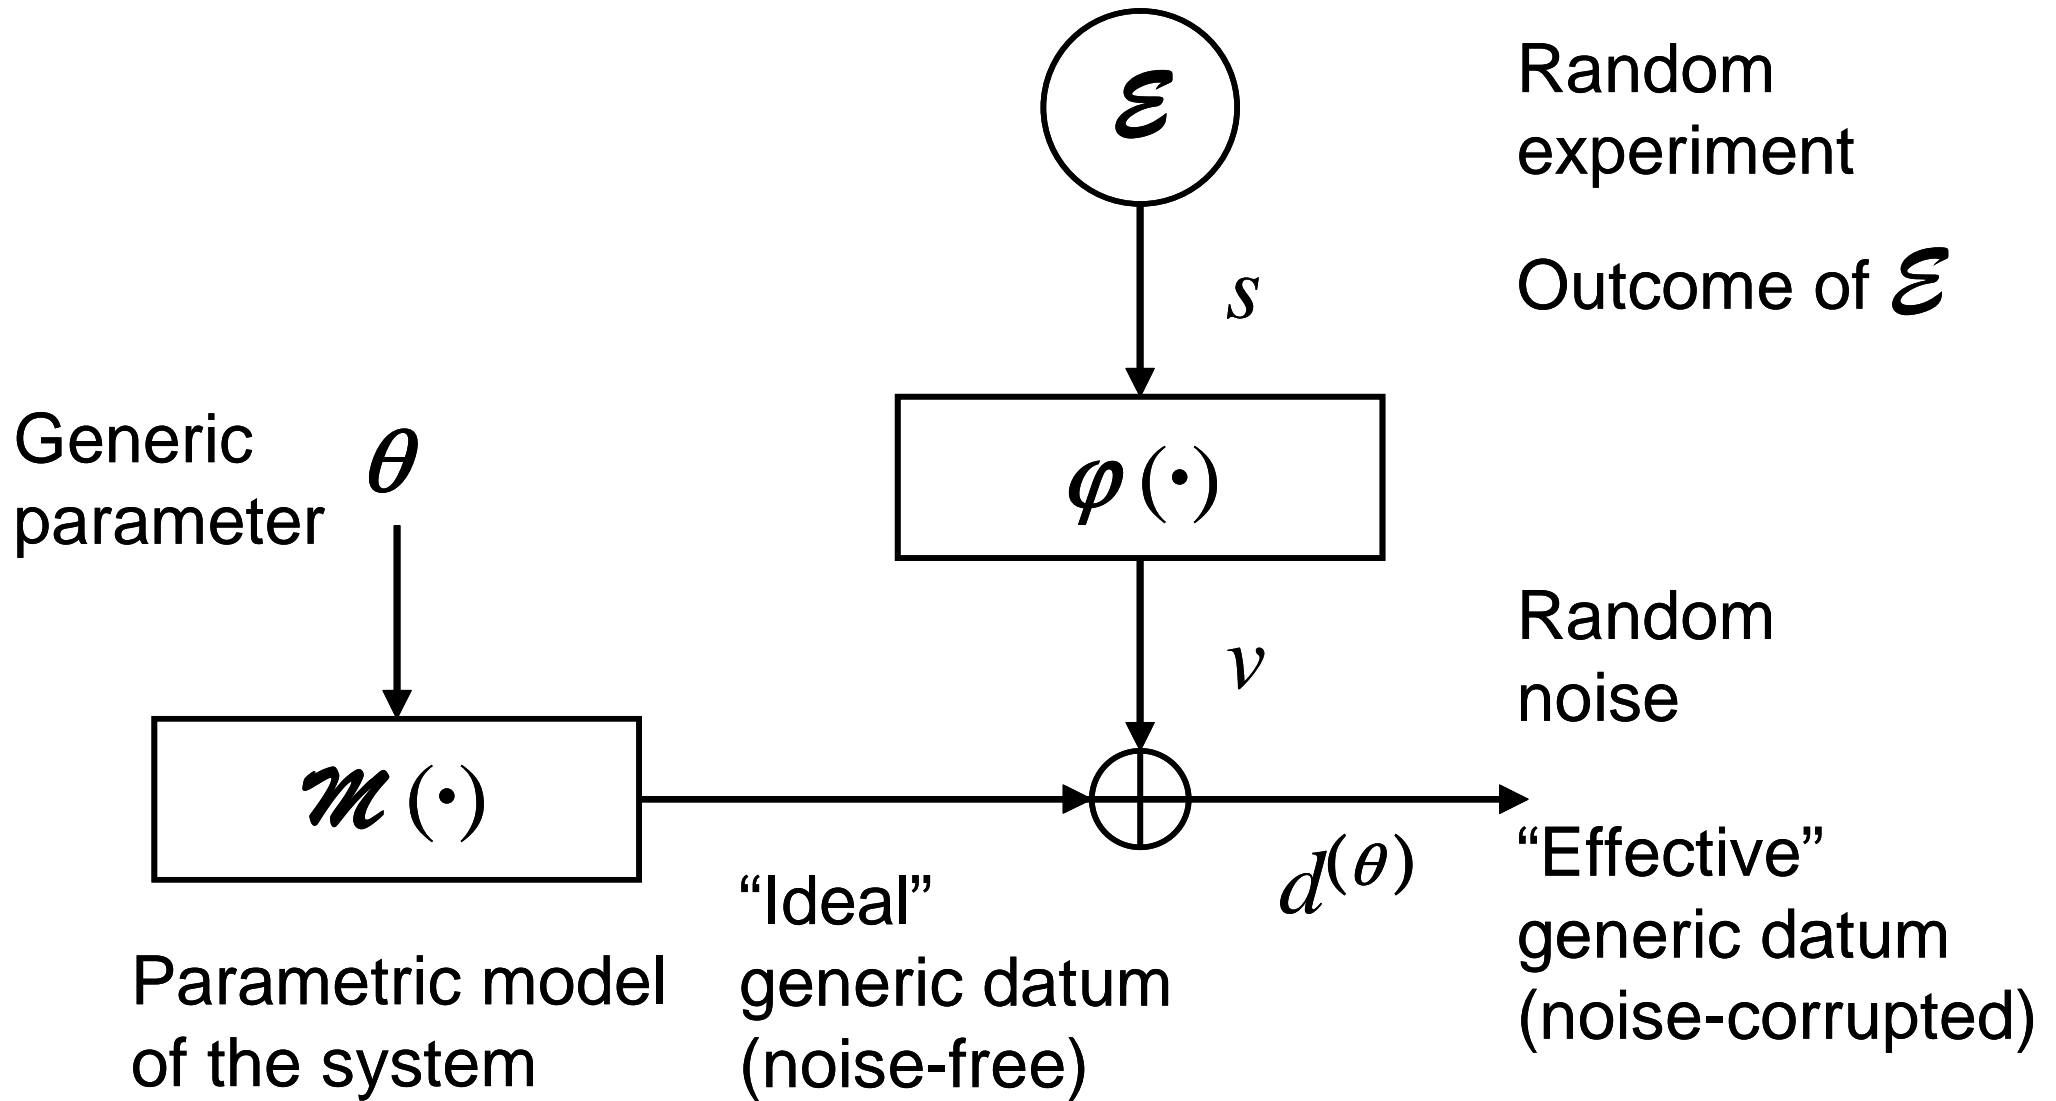 ℰ
Random
experiment
s
Outcome of ℰ
Generic
parameter
θ
φ(·)
v
Random
noise
ℳ(·)
d^(θ)
Parametric model
of the system
“Ideal”
generic datum
(noise-free)
“Effective”
generic datum
(noise-corrupted)